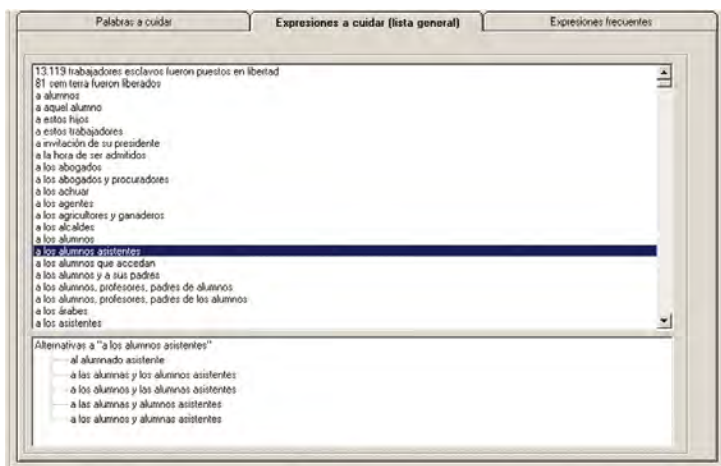 Palabras a cuidar
Expresiones a cuidar (lista general)
Expresiones frecuentes
13.119 trabajadores esclavos fueron puestos en libertad
81 sem terra fueron liberados
a alumnos
a aquel alumno
a estos hijos
a estos trabajadores
a invitación de su presidente
a la hora de ser admitidos
a los abogados
a los abogados y procuradores
a los achuar
a los agentes
a los agricultores y ganaderos
a los alcaldes
a los alumnos
a los alumnos asistentes
a los alumnos que accedan
a los alumnos y a sus padres
a los alumnos, profesores, padres de alumnos
a los alumnos, profesores, padres de los alumnos
a los árabes
a los asistentes
Alternativas a "a los alumnos asistentes"
al alumnado asistente
a las alumnas y los alumnos asistentes
a los alumnos y las alumnas asistentes
a las alumnas y alumnos asistentes
a los alumnos y alumnas asistentes